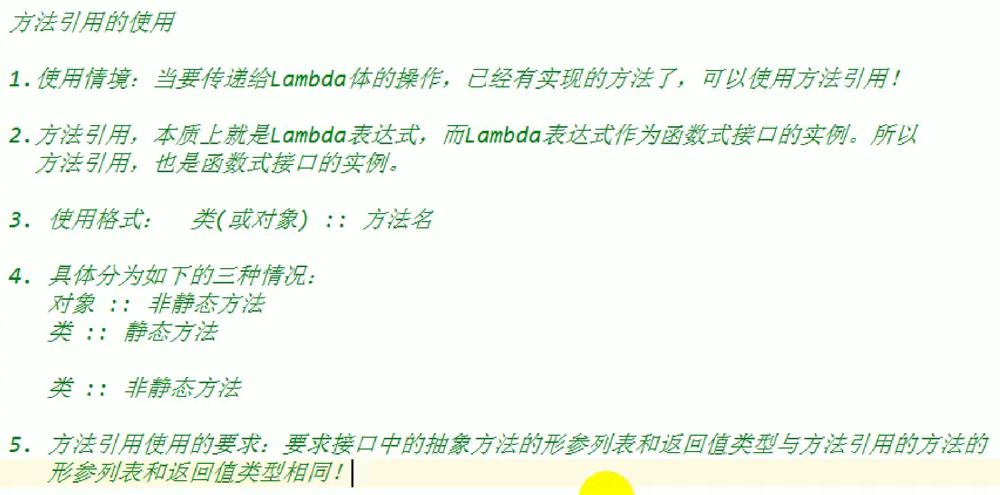 方法引用的使用
1.使用情境：当要传递给Lambda体的操作，已经有实现的方法了，可以使用方法引用！
2.方法引用，本质上就是Lambda表达式，而Lambda表达式作为函数式接口的实例。所以
方法引用，也是函数式接口的实例。
3. 使用格式： 类(或对象) :: 方法名
4. 具体分为如下的三种情况：
对象 :: 非静态方法
类 :: 静态方法
类 :: 非静态方法
5. 方法引用使用的要求：要求接口中的抽象方法的形参列表和返回值类型与方法引用的方法的
形参列表和返回值类型相同！